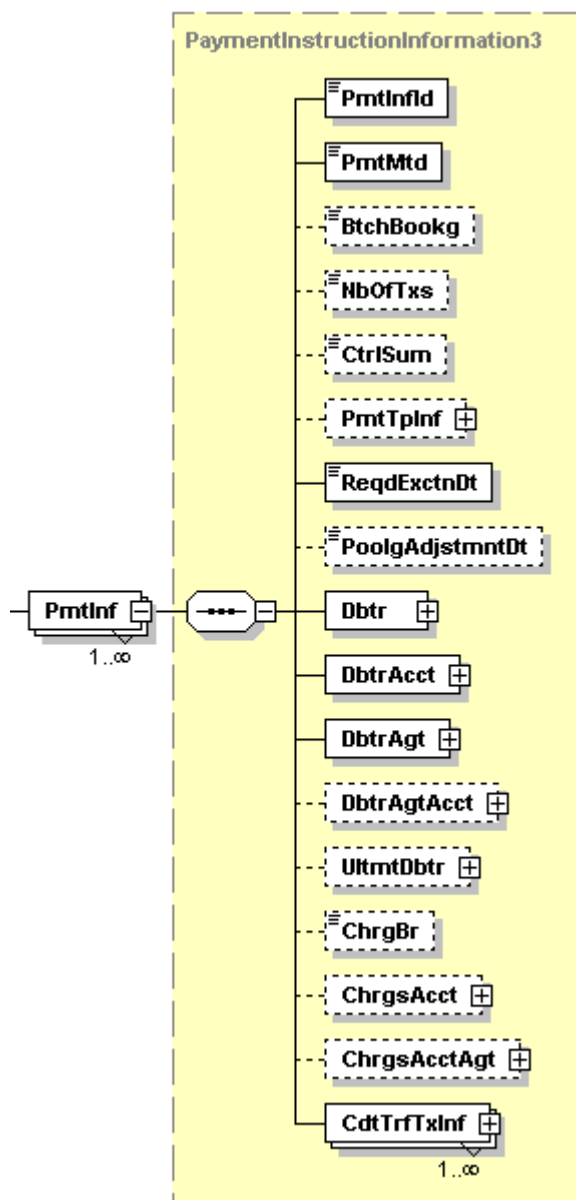 PaymentInstructionInformation3
PmtInfId
PmtMtd
BtchBookg
NbOfTxs
CtrlSum
PmtTpInf
ReqdExctnDt
PoolgAdjstmntDt
PmtInf
1..∞
Dbtr
DbtrAcct
DbtrAgt
DbtrAgtAcct
UltmtDbtr
ChrgBr
ChrgsAcct
ChrgsAcctAgt
CdtTrfTxInf
1..∞